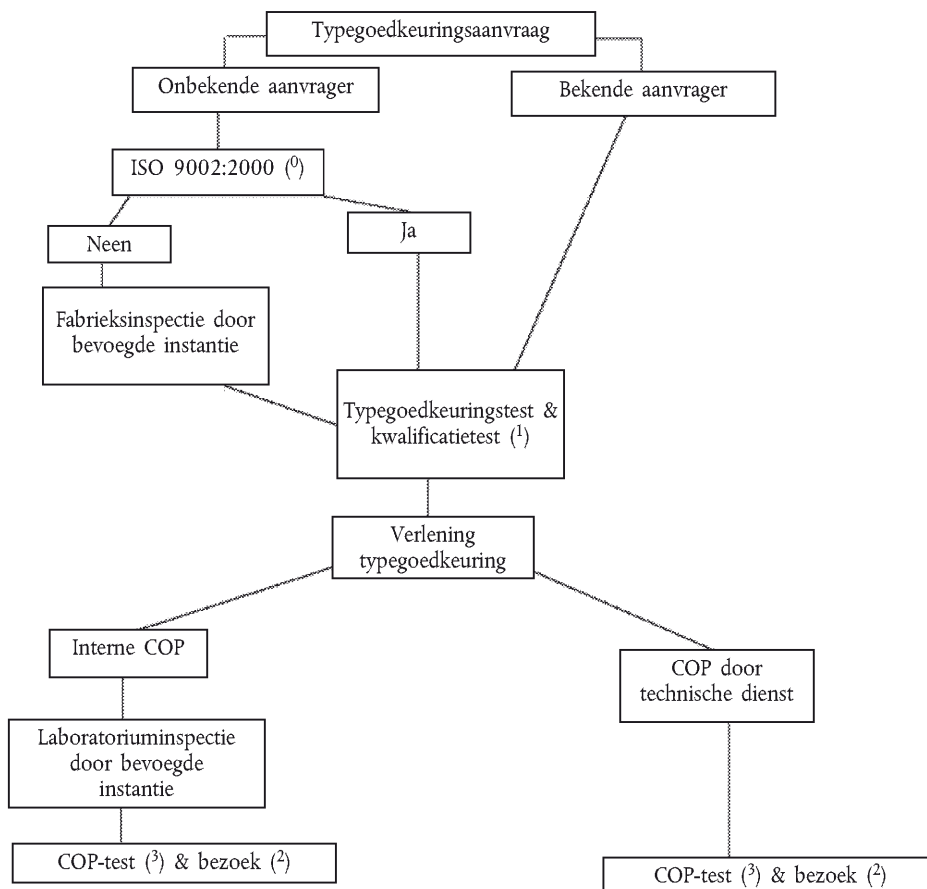 Typegoedkeuringsaanvraag
Onbekende aanvrager
Bekende aanvrager
ISO 9002:2000 (⁰)
Neen
Ja
Fabrieksinspectie door
bevoegde instantie
Typegoedkeuringstest &
kwalificatietest (¹)
Verlening
typegoedkeuring
Interne COP
COP door
technische dienst
Laboratoriuminspectie
door bevoegde
instantie
COP-test (³) & bezoek (²)
COP-test (³) & bezoek (²)